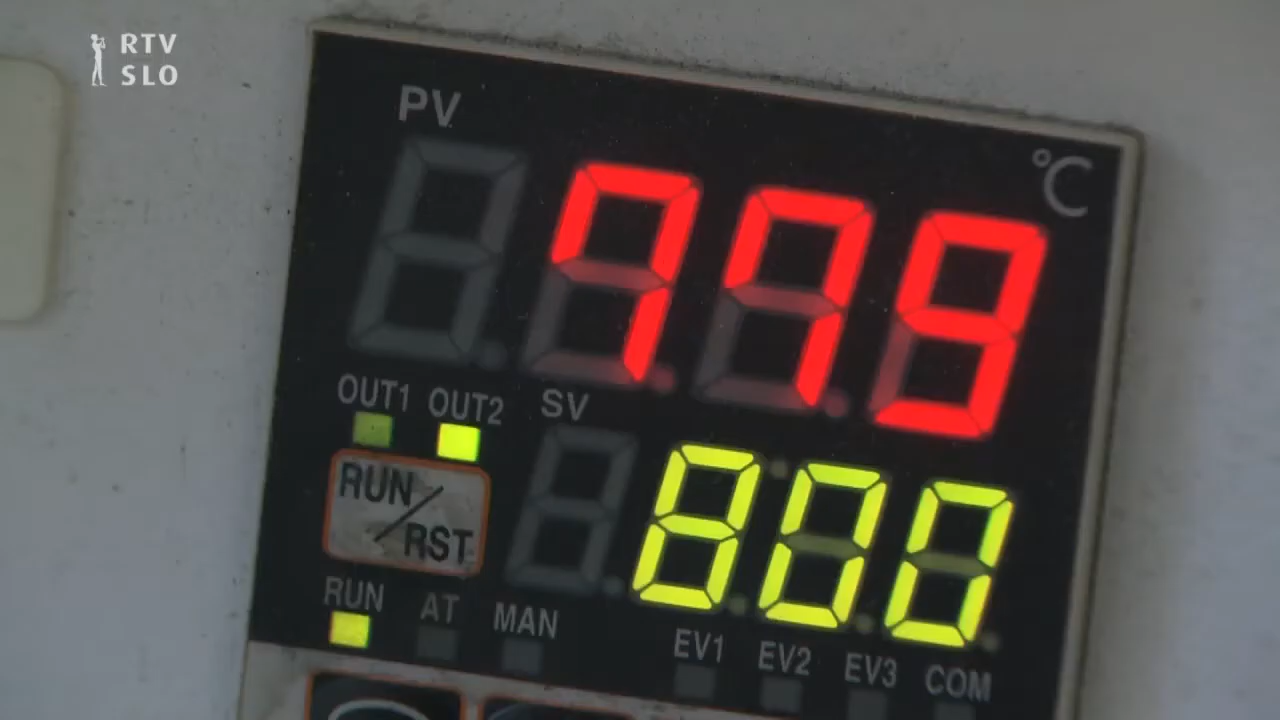 RTV
SLO
PV
°C
779
OUT1 OUT2 SV
800
RUN/RST
RUN AT MAN EV1 EV2 EV3 COM